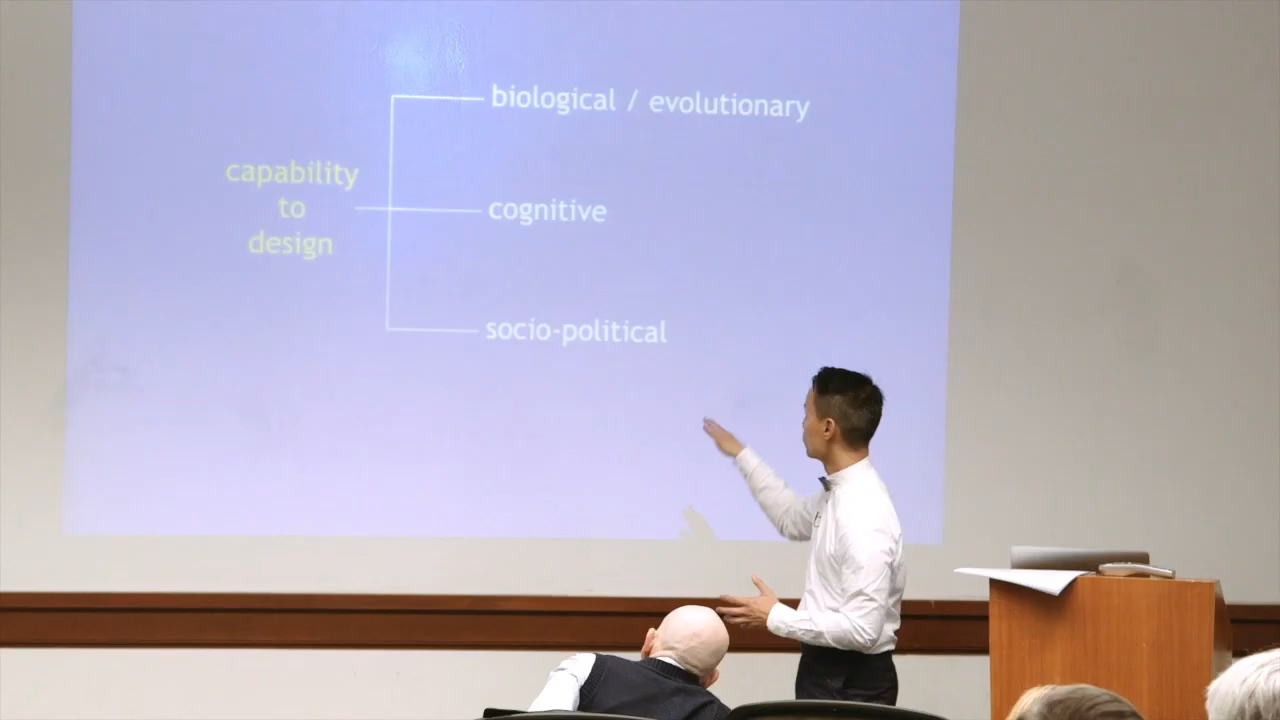 biological / evolutionary
capability
to
design
cognitive
socio-political